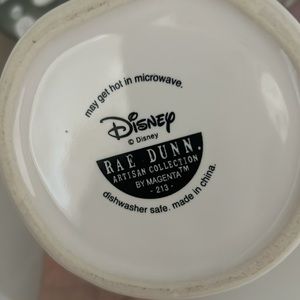 may get hot in microwave.
Disney
© Disney
RAE DUNN.
ARTISAN COLLECTION
BY MAGENTA™
- 213 -
dishwasher safe. made in china.